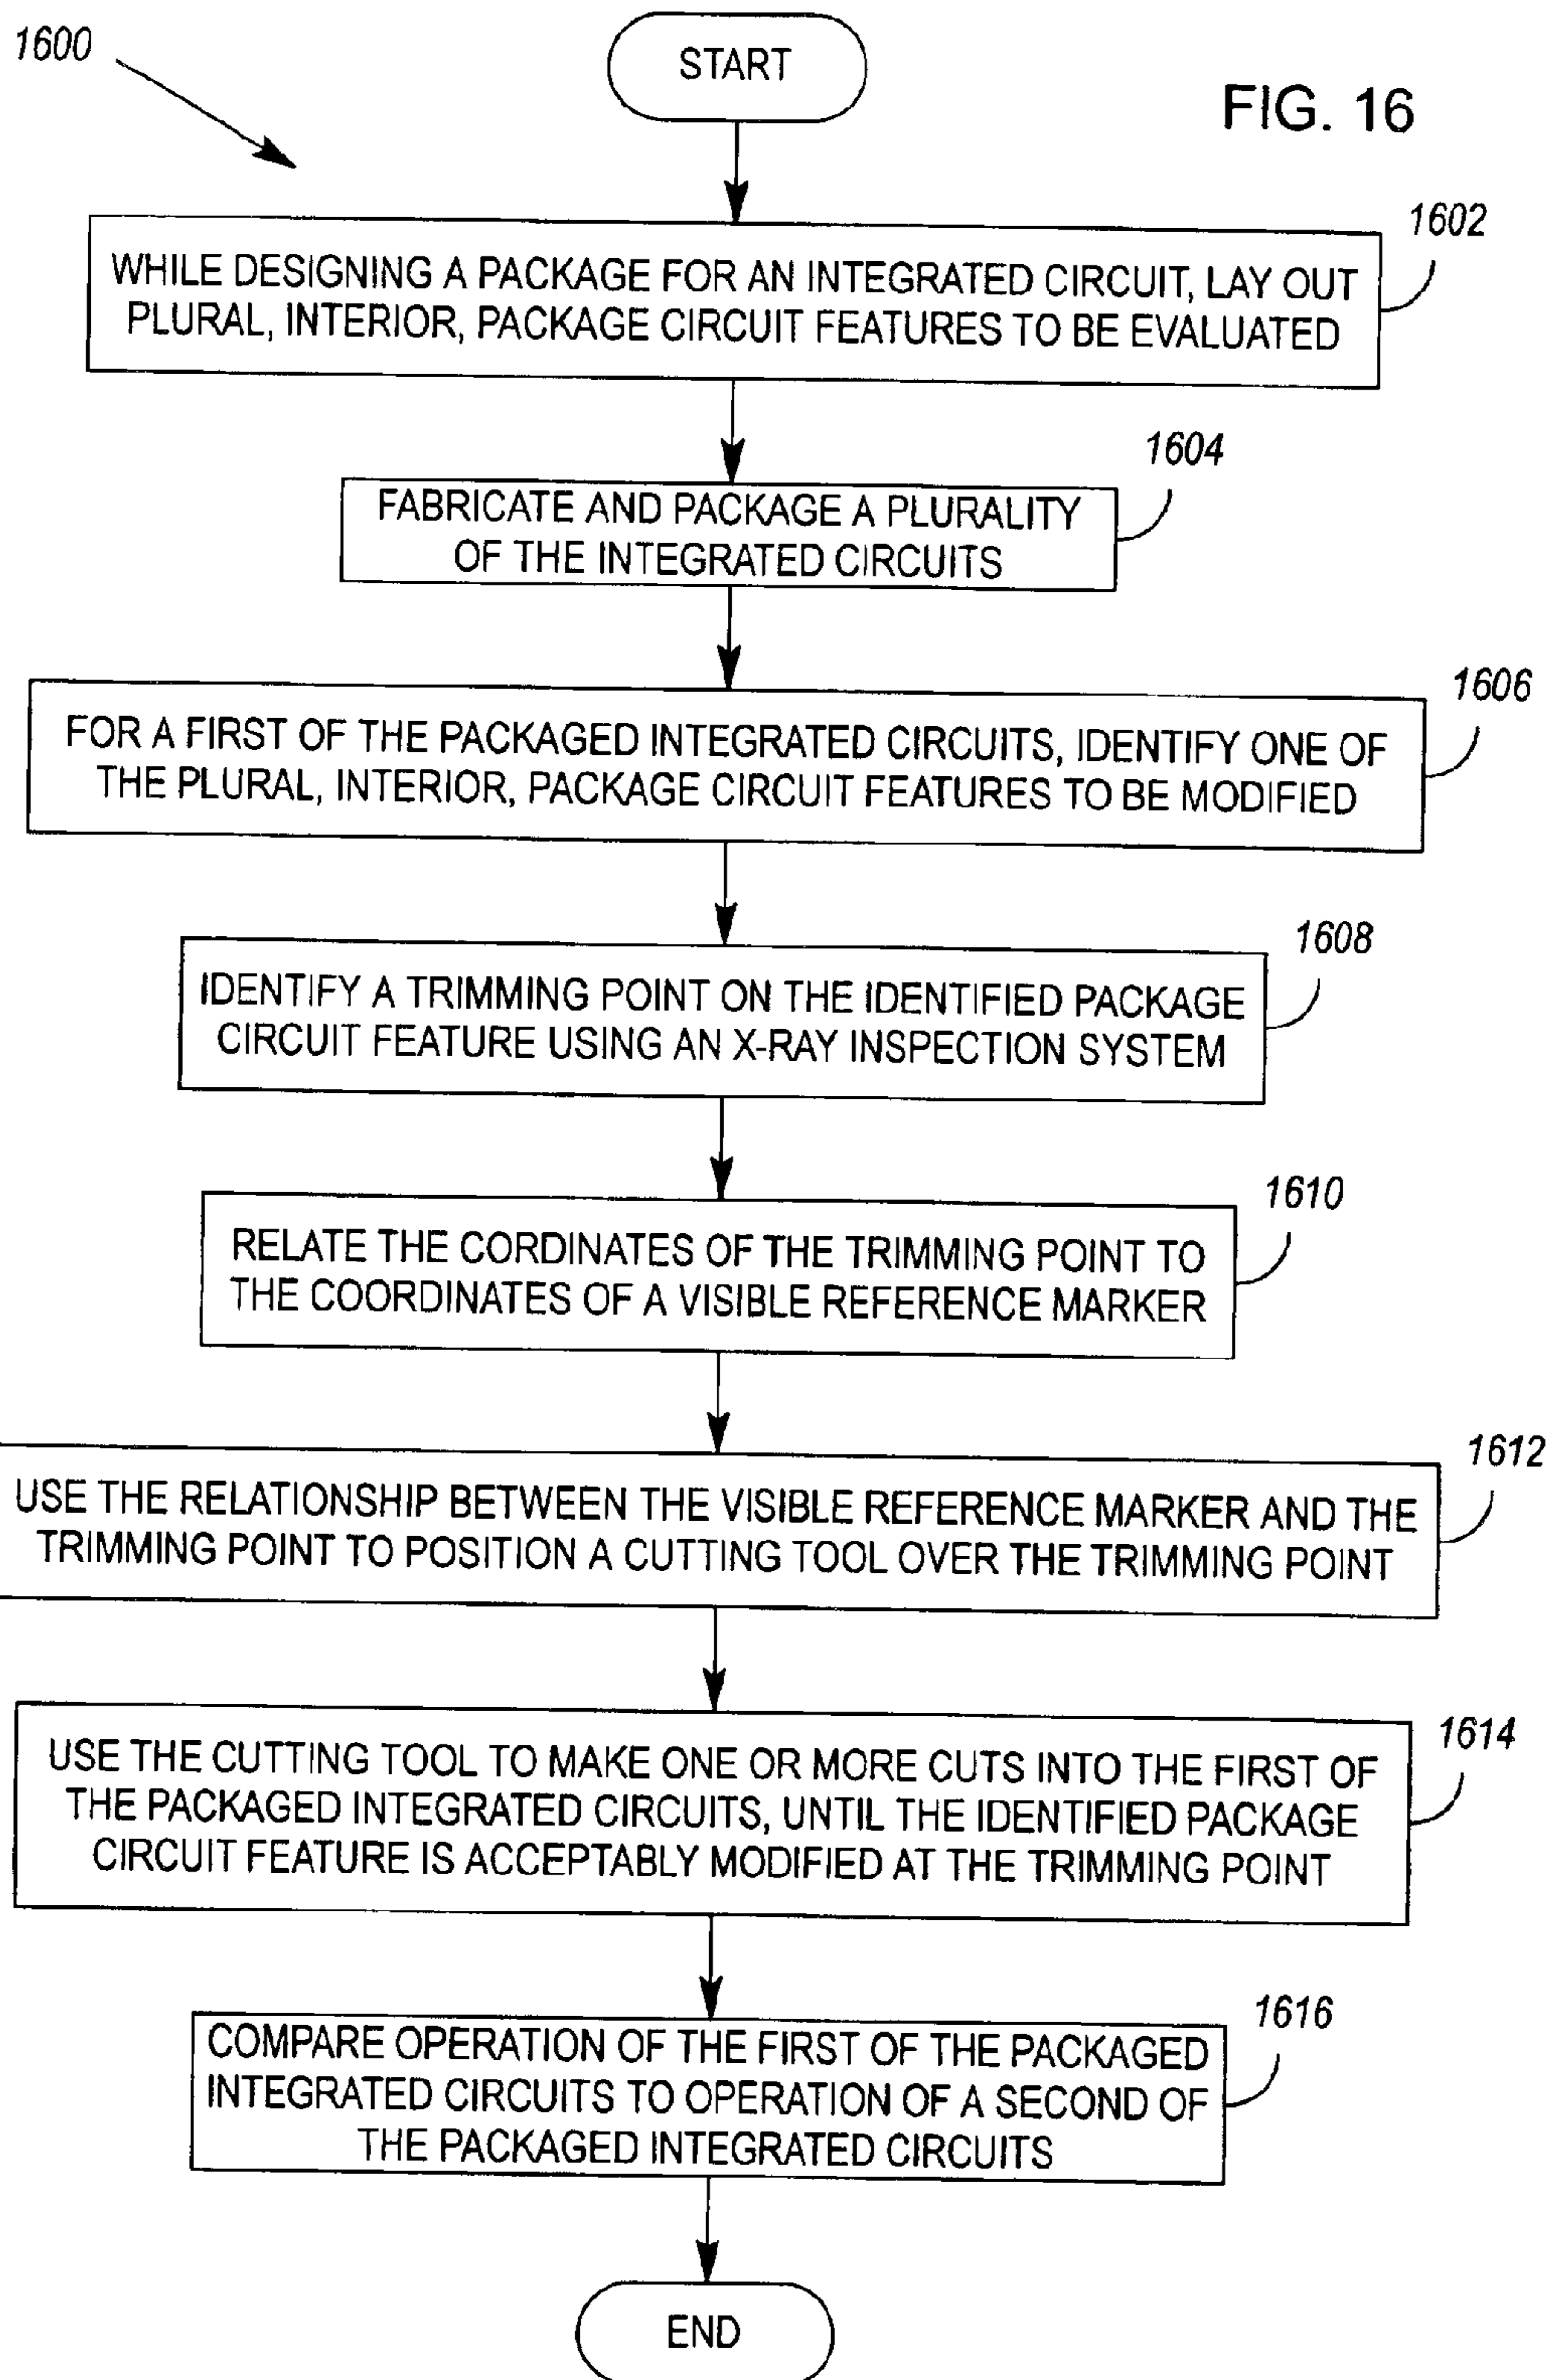 1600
START
FIG. 16
1602
WHILE DESIGNING A PACKAGE FOR AN INTEGRATED CIRCUIT, LAY OUT
PLURAL, INTERIOR, PACKAGE CIRCUIT FEATURES TO BE EVALUATED
1604
FABRICATE AND PACKAGE A PLURALITY
OF THE INTEGRATED CIRCUITS
1606
FOR A FIRST OF THE PACKAGED INTEGRATED CIRCUITS, IDENTIFY ONE OF
THE PLURAL, INTERIOR, PACKAGE CIRCUIT FEATURES TO BE MODIFIED
1608
IDENTIFY A TRIMMING POINT ON THE IDENTIFIED PACKAGE
CIRCUIT FEATURE USING AN X-RAY INSPECTION SYSTEM
1610
RELATE THE CORDINATES OF THE TRIMMING POINT TO
THE COORDINATES OF A VISIBLE REFERENCE MARKER
1612
USE THE RELATIONSHIP BETWEEN THE VISIBLE REFERENCE MARKER AND THE
TRIMMING POINT TO POSITION A CUTTING TOOL OVER THE TRIMMING POINT
1614
USE THE CUTTING TOOL TO MAKE ONE OR MORE CUTS INTO THE FIRST OF
THE PACKAGED INTEGRATED CIRCUITS, UNTIL THE IDENTIFIED PACKAGE
CIRCUIT FEATURE IS ACCEPTABLY MODIFIED AT THE TRIMMING POINT
1616
COMPARE OPERATION OF THE FIRST OF THE PACKAGED
INTEGRATED CIRCUITS TO OPERATION OF A SECOND OF
THE PACKAGED INTEGRATED CIRCUITS
END